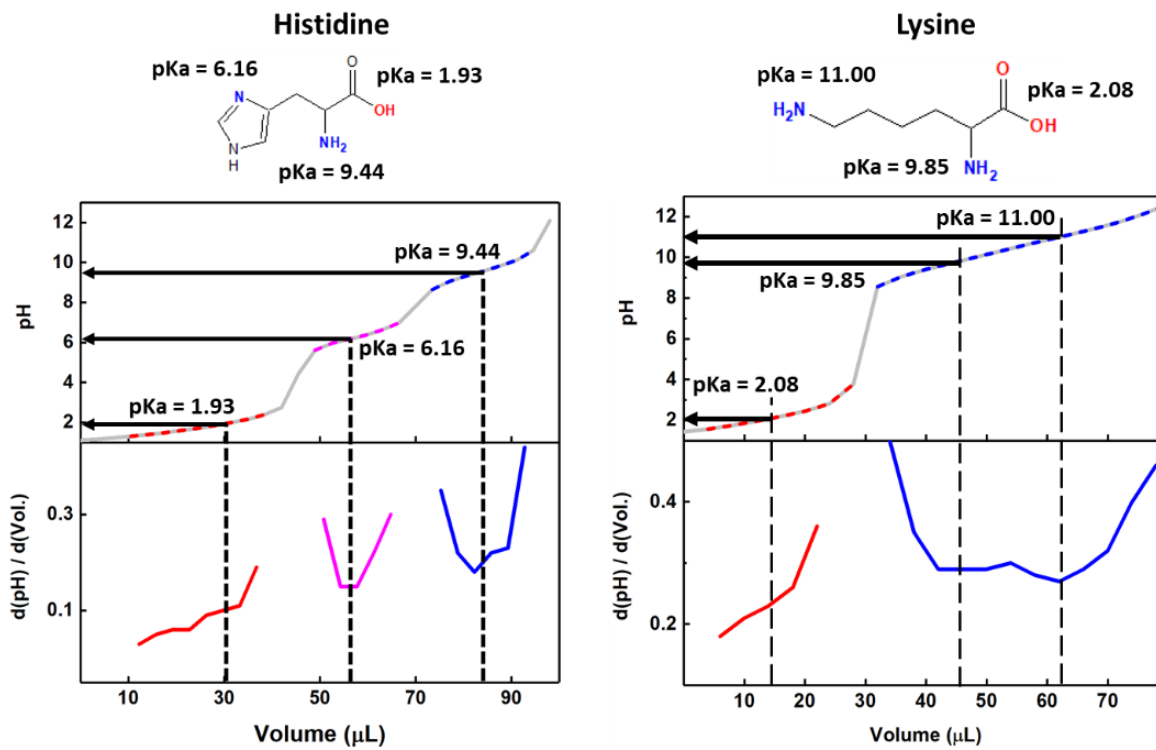 Histidine
pKa = 6.16
pKa = 1.93
N
O
OH
N
H
NH2
pKa = 9.44
12
10
8
6
4
2
pH
pKa = 9.44
pKa = 6.16
pKa = 1.93
0.3
0.1
d(pH) / d(Vol.)
10
30
50
70
90
Volume (μL)
Lysine
pKa = 11.00
O
pKa = 2.08
H2N
OH
pKa = 9.85
NH2
12
10
8
6
4
2
pH
pKa = 11.00
pKa = 9.85
pKa = 2.08
0.4
0.2
d(pH) / d(Vol.)
10
20
30
40
50
60
70
Volume (μL)